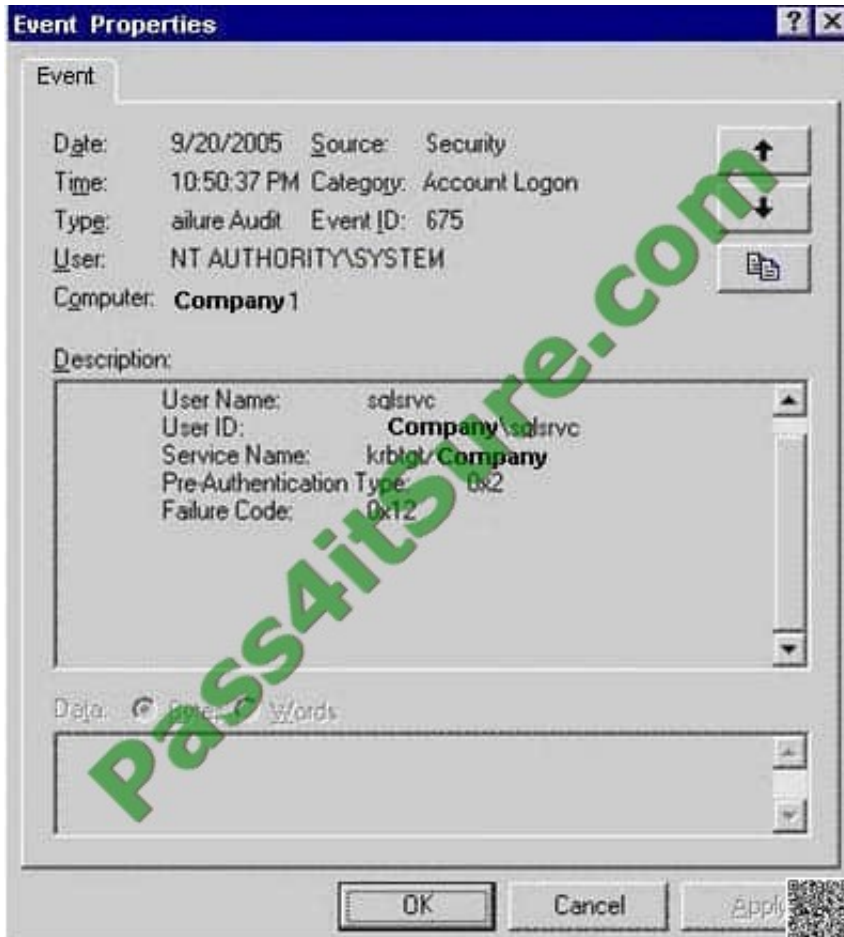 Event Properties
Event
Date: 9/20/2005 Source: Security
Time: 10:50:37 PM Category: Account Logon
Type: ailure Audit Event ID: 675
User: NT AUTHORITY\SYSTEM
Computer: Company1
Description:
User Name: sqlsrvc
User ID: Company\sqlsrvc
Service Name: krbtgt/Company
Pre-Authentication Type: 0x2
Failure Code: 0x12
Data: Bytes Words
OK Cancel Apply
Pass4itSure.com